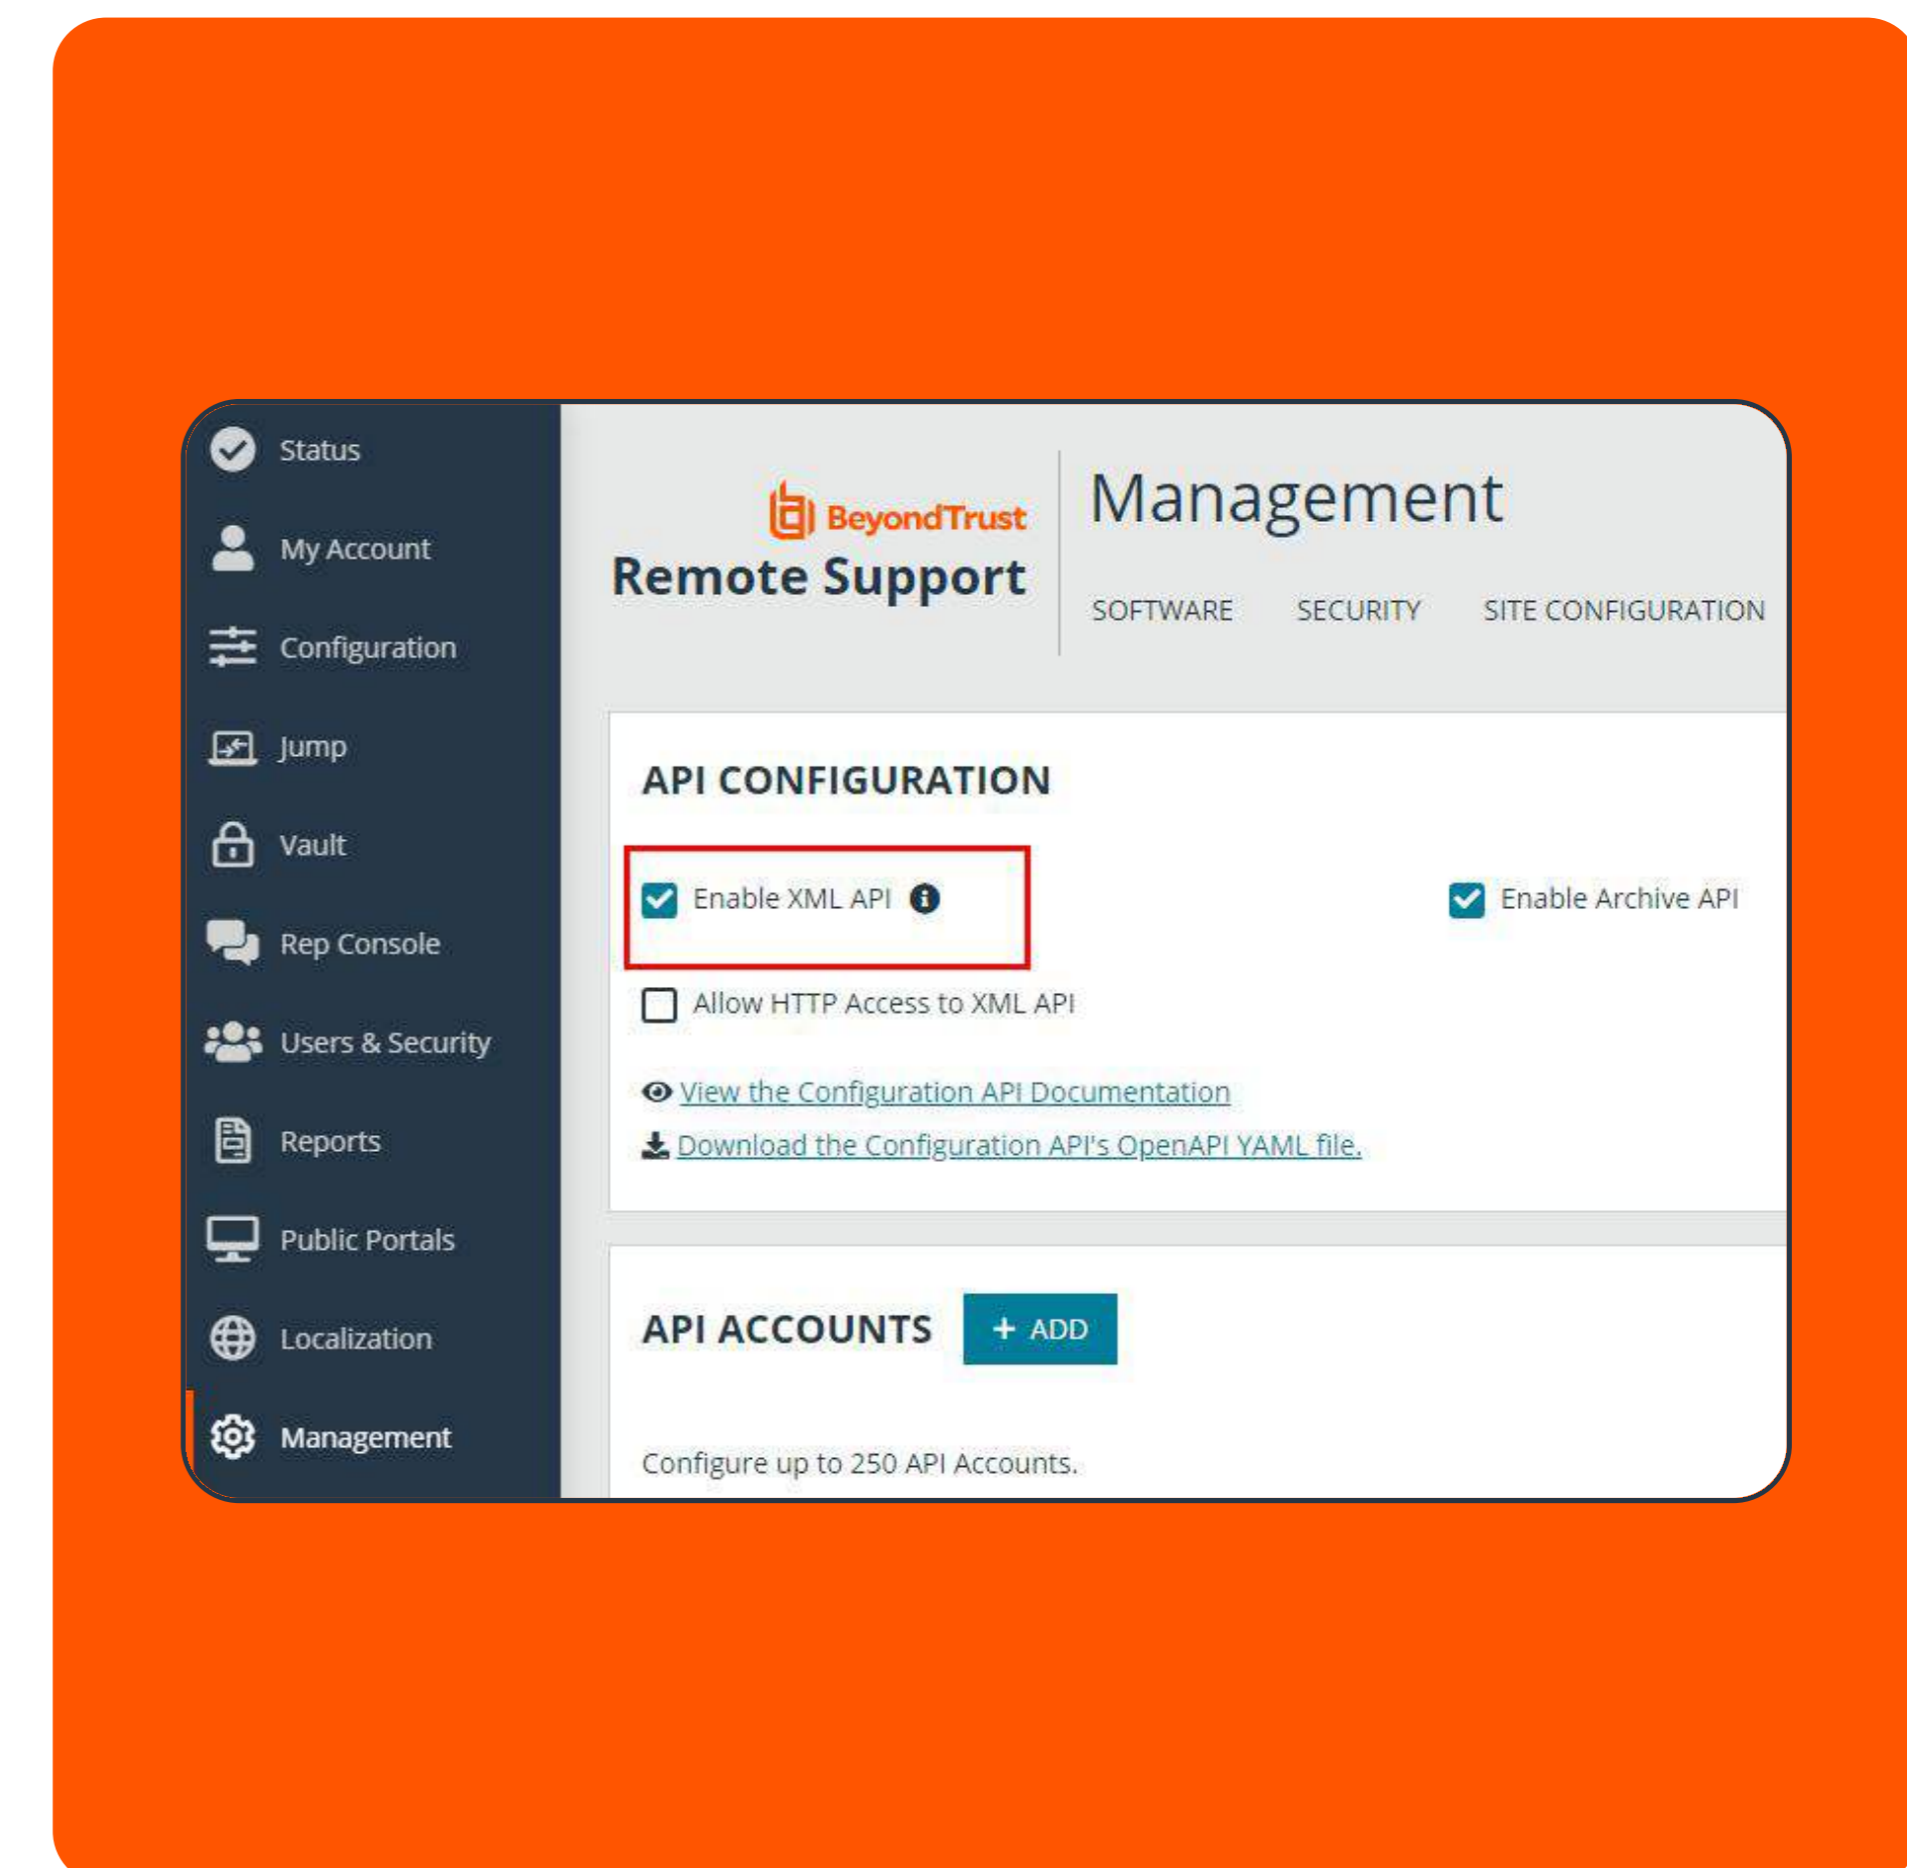 Status
My Account
Configuration
Jump
Vault
Rep Console
Users & Security
Reports
Public Portals
Localization
Management
BeyondTrust
Remote Support
Management
SOFTWARE SECURITY SITE CONFIGURATION
API CONFIGURATION
Enable XML API Enable Archive API
Allow HTTP Access to XML API
View the Configuration API Documentation
Download the Configuration API's OpenAPI YAML file.
API ACCOUNTS + ADD
Configure up to 250 API Accounts.